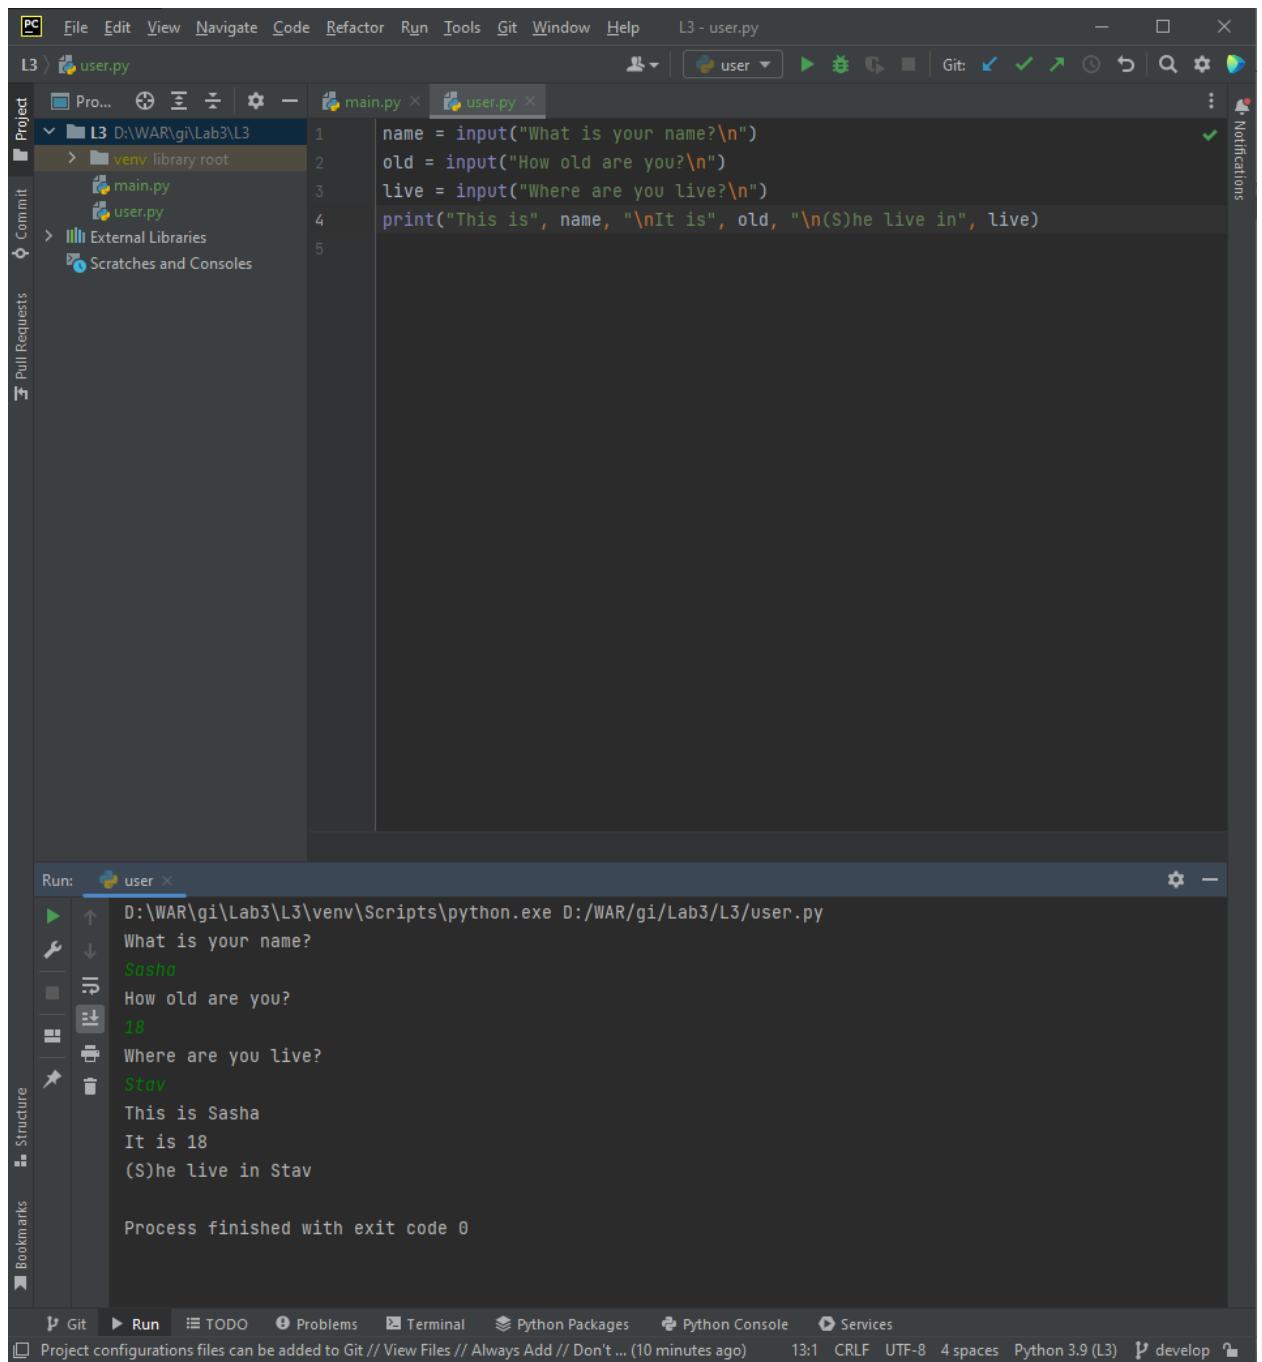 PC File Edit View Navigate Code Refactor Run Tools Git Window Help L3 - user.py
L3 user.py user Git:
Project Pro... main.py user.py
L3 D:\WAR\gi\Lab3\L3
venv library root
main.py
user.py
External Libraries
Scratches and Consoles
Commit
Pull Requests
Structure
Bookmarks
Notifications
1 name = input("What is your name?\n")
2 old = input("How old are you?\n")
3 live = input("Where are you live?\n")
4 print("This is", name, "\nIt is", old, "\n(S)he live in", live)
5
Run: user
D:\WAR\gi\Lab3\L3\venv\Scripts\python.exe D:/WAR/gi/Lab3/L3/user.py
What is your name?
Sasha
How old are you?
18
Where are you live?
Stav
This is Sasha
It is 18
(S)he live in Stav
Process finished with exit code 0
Git Run TODO Problems Terminal Python Packages Python Console Services
Project configurations files can be added to Git // View Files // Always Add // Don't ... (10 minutes ago) 13:1 CRLF UTF-8 4 spaces Python 3.9 (L3) develop